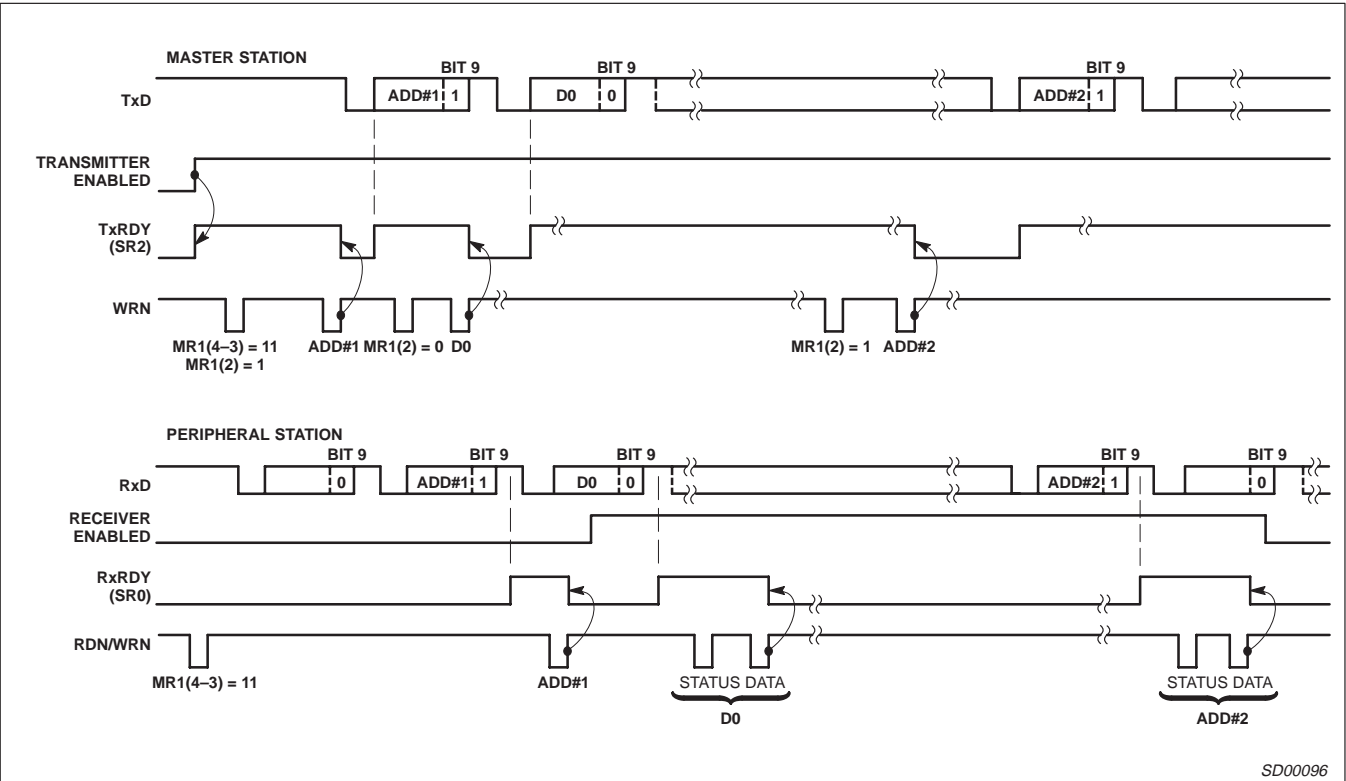 MASTER STATION
BIT 9 BIT 9 BIT 9
TxD ADD#1 1 D0 0 ADD#2 1
TRANSMITTER
ENABLED
TxRDY
(SR2)
WRN
MR1(4–3) = 11 ADD#1 MR1(2) = 0 D0 MR1(2) = 1 ADD#2
MR1(2) = 1
PERIPHERAL STATION
BIT 9 BIT 9 BIT 9 BIT 9 BIT 9
RxD 0 ADD#1 1 D0 0 ADD#2 1 0
RECEIVER
ENABLED
RxRDY
(SR0)
RDN/WRN
MR1(4–3) = 11 ADD#1 STATUS DATA STATUS DATA
D0 ADD#2
SD00096